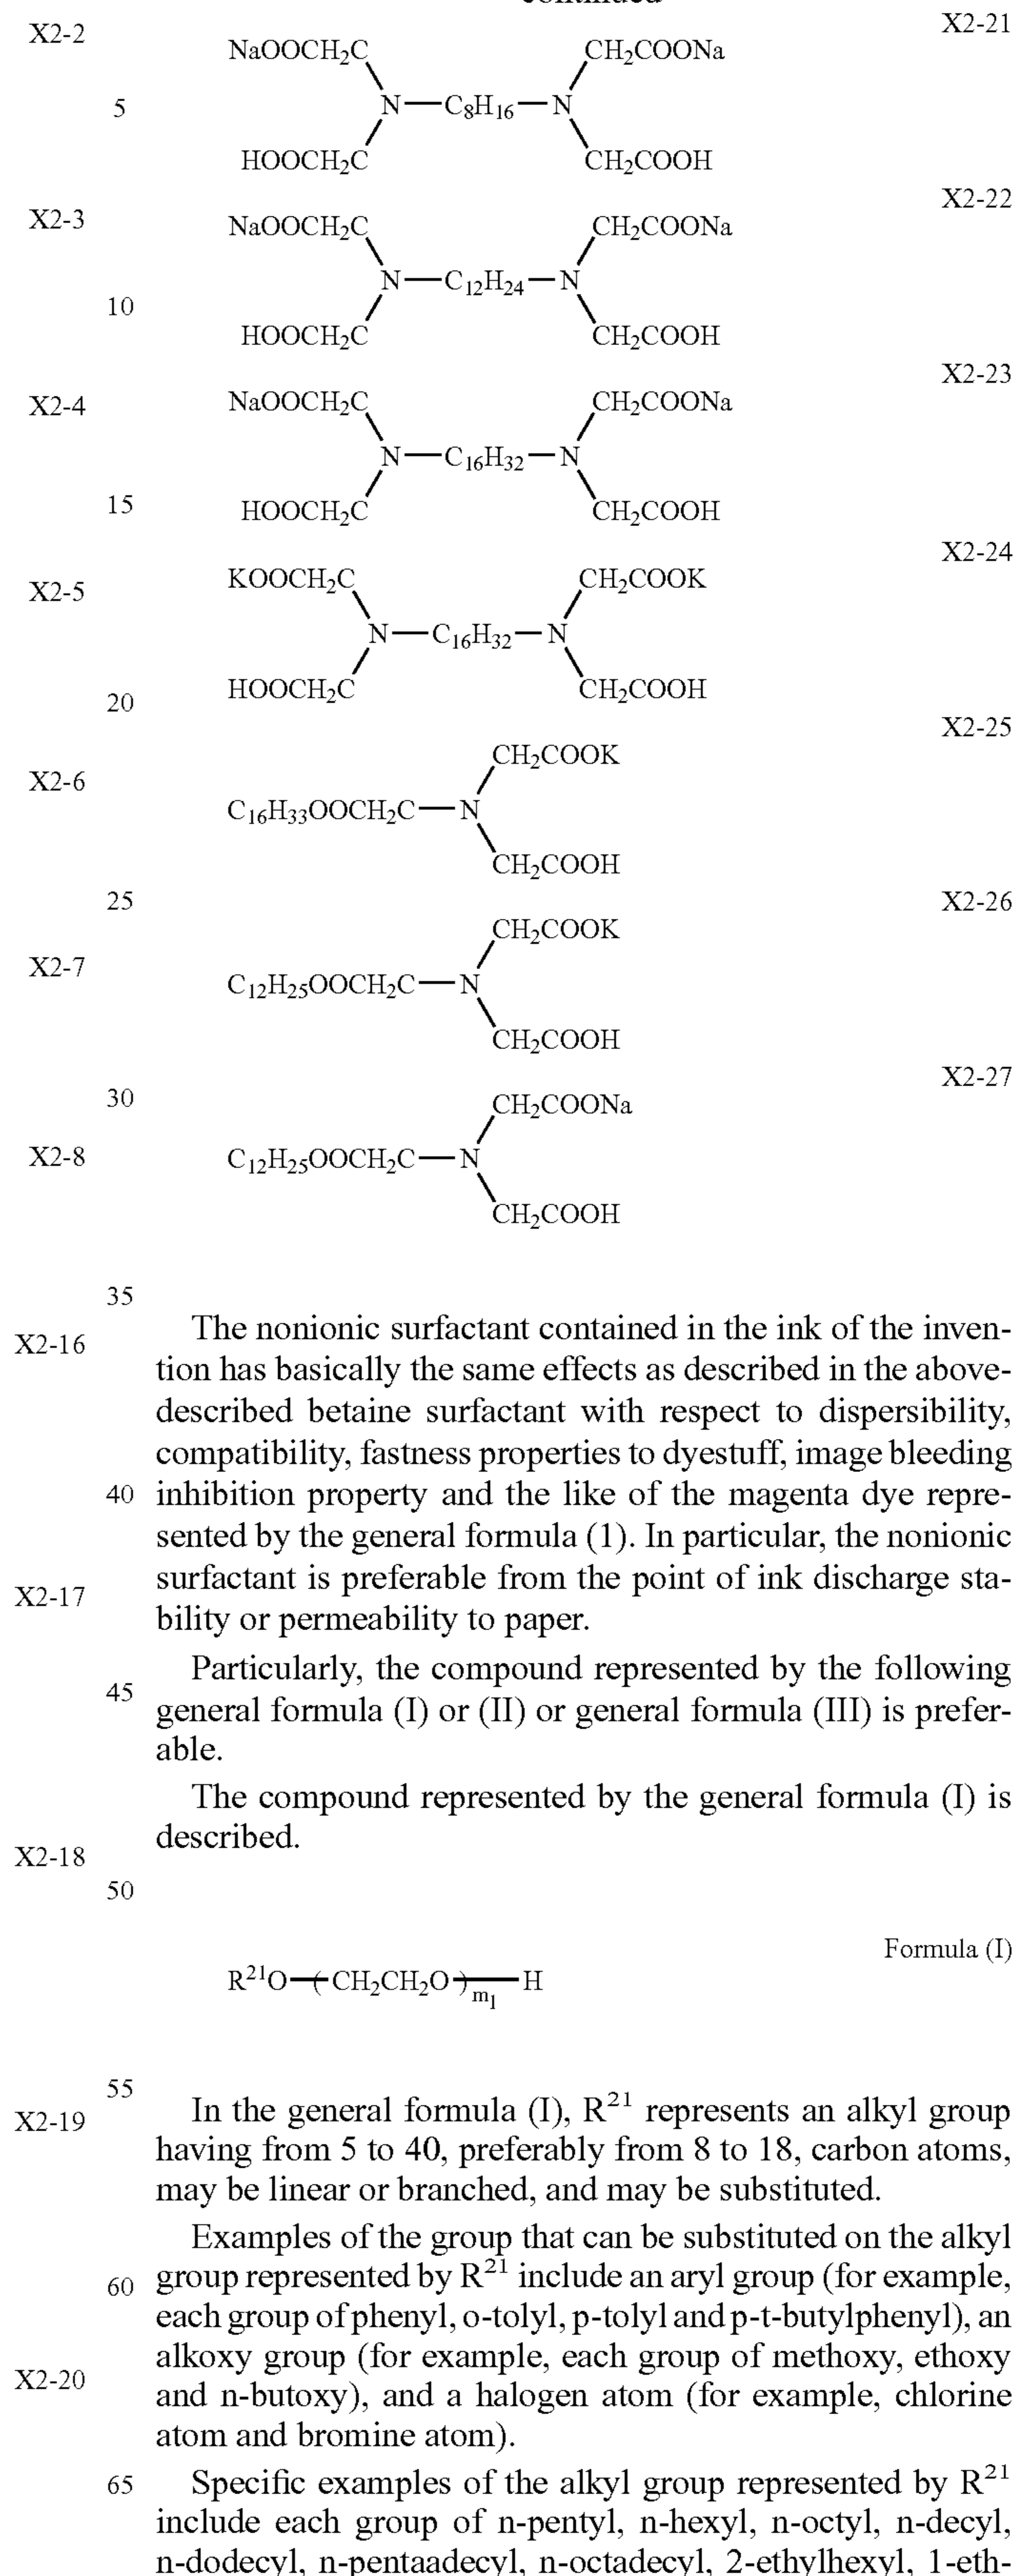 continued
X2-2
X2-21
NaOOCH₂C CH₂COONa
5
N—C₈H₁₆—N
HOOCH₂C CH₂COOH
X2-22
X2-3
NaOOCH₂C CH₂COONa
N—C₁₂H₂₄—N
10
HOOCH₂C CH₂COOH
X2-23
X2-4
NaOOCH₂C CH₂COONa
N—C₁₆H₃₂—N
15
HOOCH₂C CH₂COOH
X2-24
X2-5
KOOCH₂C CH₂COOK
N—C₁₆H₃₂—N
HOOCH₂C CH₂COOH
20
X2-25
CH₂COOK
X2-6
C₁₆H₃₃OOCH₂C—N
CH₂COOH
25
X2-26
CH₂COOK
X2-7
C₁₂H₂₅OOCH₂C—N
CH₂COOH
X2-27
30
CH₂COONa
X2-8
C₁₂H₂₅OOCH₂C—N
CH₂COOH
35
The nonionic surfactant contained in the ink of the inven-
X2-16
tion has basically the same effects as described in the above-
described betaine surfactant with respect to dispersibility,
compatibility, fastness properties to dyestuff, image bleeding
40 inhibition property and the like of the magenta dye repre-
sented by the general formula (1). In particular, the nonionic
surfactant is preferable from the point of ink discharge sta-
X2-17
bility or permeability to paper.
Particularly, the compound represented by the following
45
general formula (I) or (II) or general formula (III) is prefer-
able.
The compound represented by the general formula (I) is
described.
X2-18
50
Formula (I)
R²¹O—(CH₂CH₂O)m₁—H
55
In the general formula (I), R²¹ represents an alkyl group
X2-19
having from 5 to 40, preferably from 8 to 18, carbon atoms,
may be linear or branched, and may be substituted.
Examples of the group that can be substituted on the alkyl
60 group represented by R²¹ include an aryl group (for example,
each group of phenyl, o-tolyl, p-tolyl and p-t-butylphenyl), an
alkoxy group (for example, each group of methoxy, ethoxy
X2-20
and n-butoxy), and a halogen atom (for example, chlorine
atom and bromine atom).
65 Specific examples of the alkyl group represented by R²¹
include each group of n-pentyl, n-hexyl, n-octyl, n-decyl,
n-dodecyl, n-pentaadecyl, n-octadecyl, 2-ethylhexyl, 1-eth-